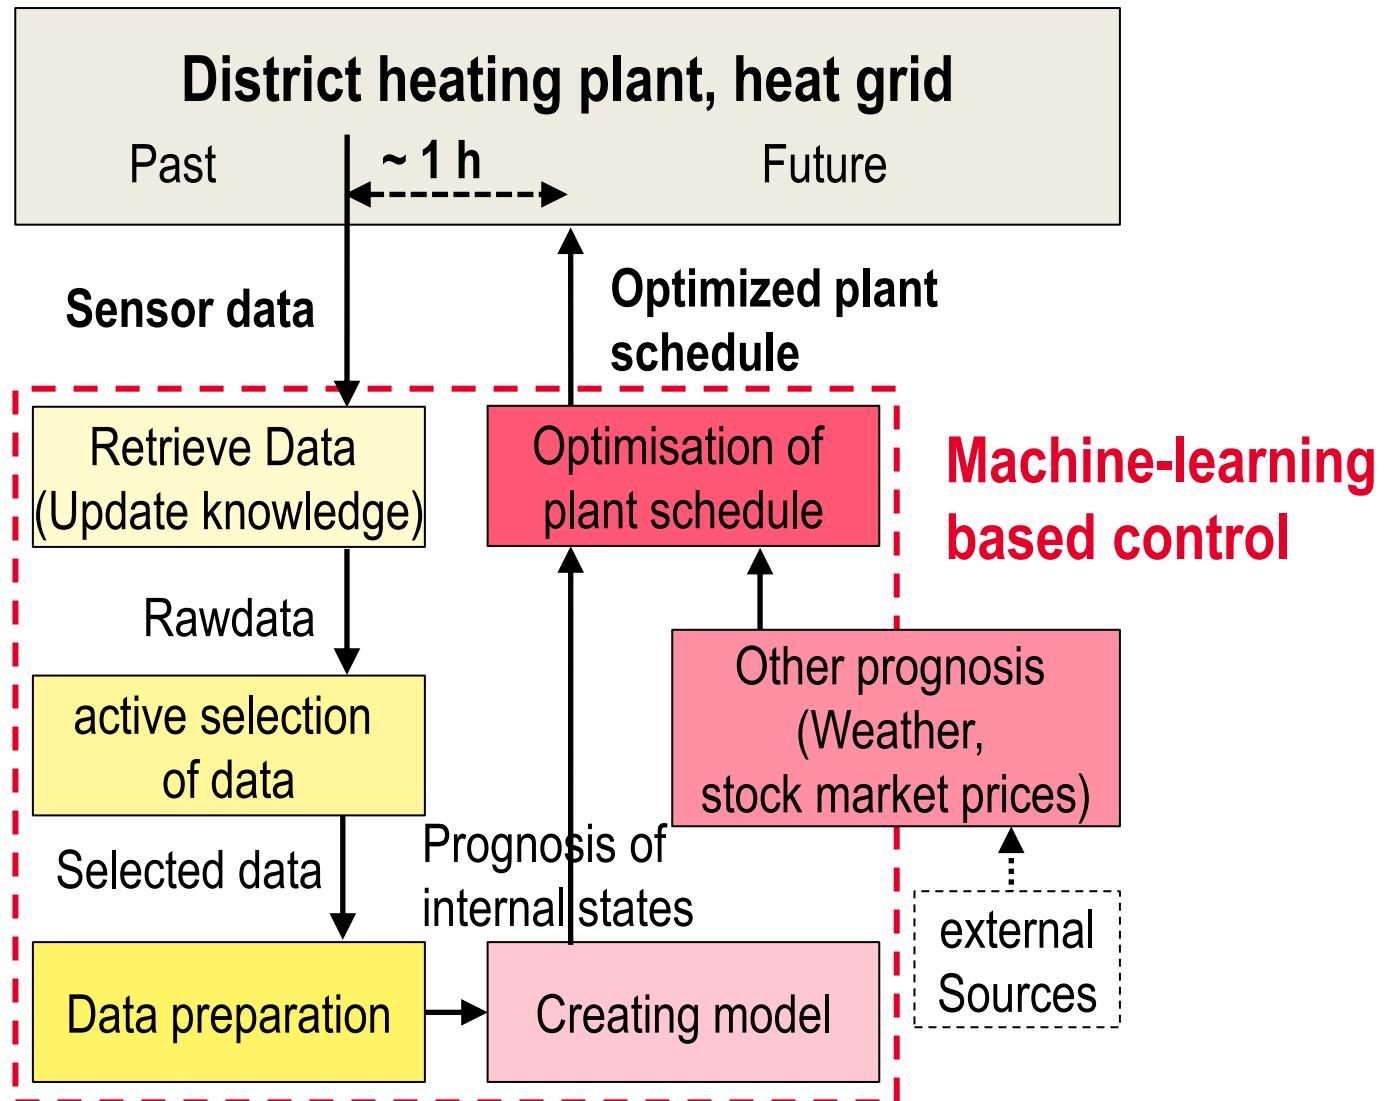 District heating plant, heat grid
Past
~ 1 h
Future
Sensor data
Optimized plant
schedule
Retrieve Data
(Update knowledge)
Optimisation of
plant schedule
Machine-learning
based control
Rawdata
active selection
of data
Other prognosis
(Weather,
stock market prices)
Selected data
Prognosis of
internal states
external
Sources
Data preparation
Creating model